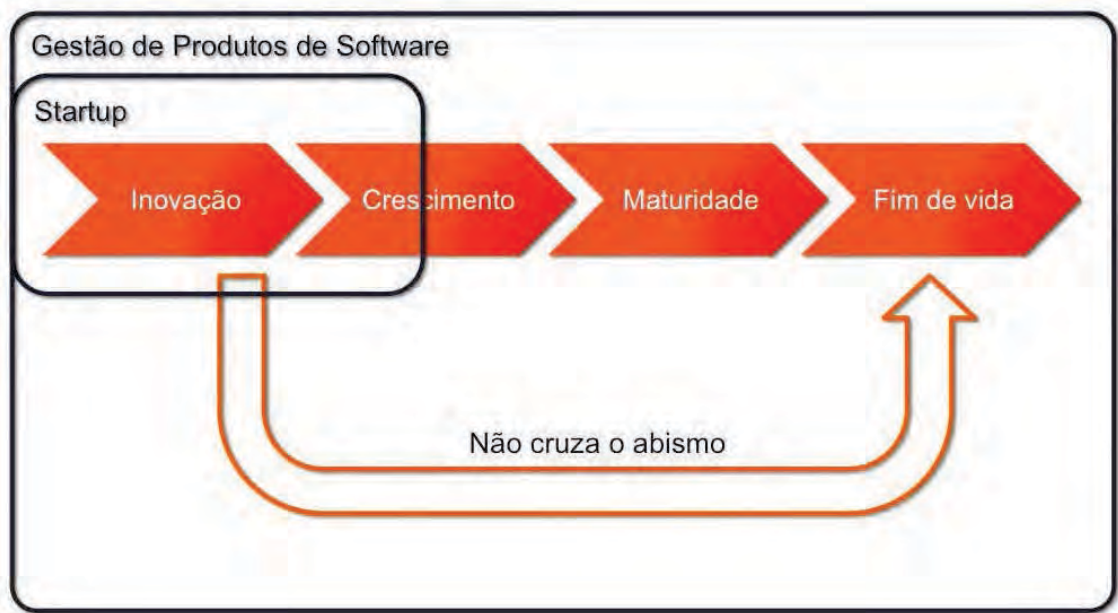 Gestão de Produtos de Software
Startup
Inovação
Crescimento
Maturidade
Fim de vida
Não cruza o abismo